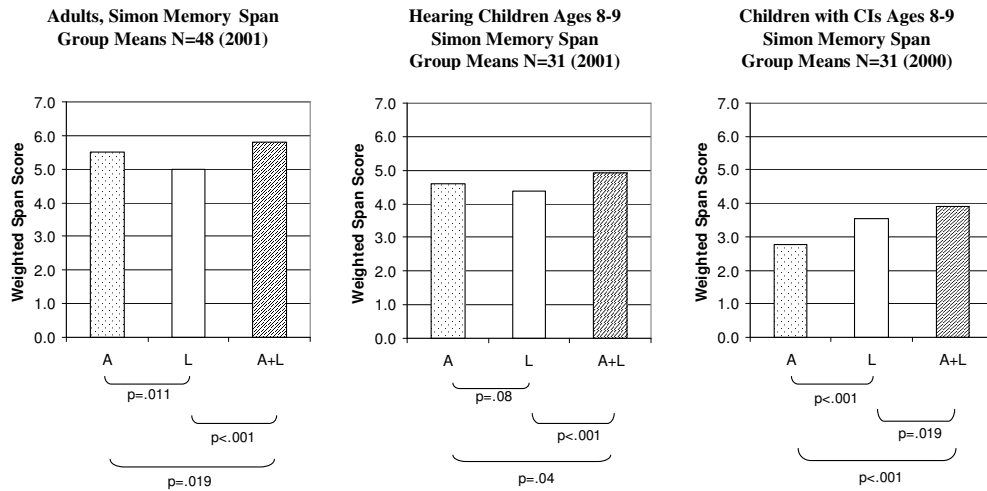 Adults, Simon Memory Span
Group Means N=48 (2001)
Weighted Span Score
7.0
6.0
5.0
4.0
3.0
2.0
1.0
0.0
A L A+L
p=.011
p<.001
p=.019
Hearing Children Ages 8-9
Simon Memory Span
Group Means N=31 (2001)
Weighted Span Score
7.0
6.0
5.0
4.0
3.0
2.0
1.0
0.0
A L A+L
p=.08
p<.001
p=.04
Children with CIs Ages 8-9
Simon Memory Span
Group Means N=31 (2000)
Weighted Span Score
7.0
6.0
5.0
4.0
3.0
2.0
1.0
0.0
A L A+L
p<.001
p=.019
p<.001